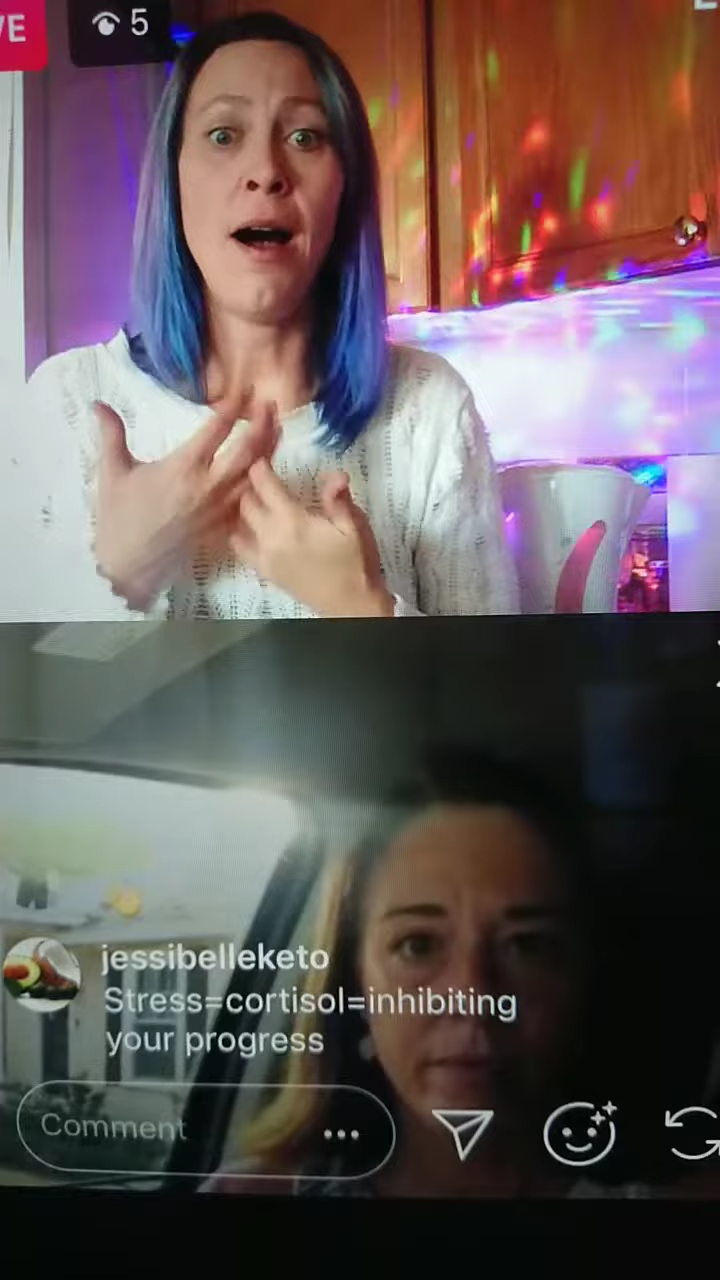 VE
5
jessibelleketo
Stress=cortisol=inhibiting
your progress
Comment